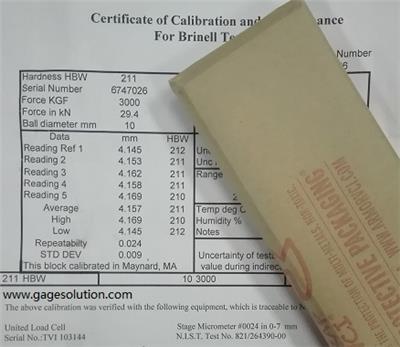 Certificate of Calibration and
For Brinell
Number
6
Hardness HBW 211
Serial Number 6747026
Force KGF 3000
Force in kN 29.4
Ball diameter mm 10
Data mm HBW
Reading Ref 1 4.145 212
Reading 2 4.153 211
Reading 3 4.162 211 Range
Reading 4 4.158 211
Reading 5 4.169 210 2
Average 4.157 211 Temp deg C
High 4.169 210 Humidity %
Low 4.145 212 Notes
Repeatabilty 0.024
STD DEV 0.009 Uncertainty of
This block calibrated in Maynard, MA value during
211 HBW 10 3000
www.gagesolution.com
The above calibration was verified with the following equipment, which is traceable to
United Load Cell Stage Micrometer #0024 in 0-7 mm
Serial No.:TVI 103144 N.I.S.T. Test No. 821/264390-00
PACKAGING